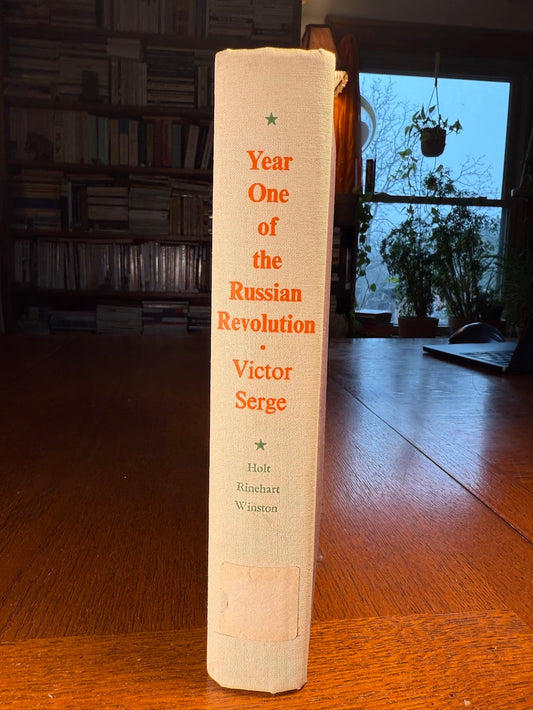 Year
One
of
the
Russian
Revolution
·
Victor
Serge
Holt
Rinehart
Winston